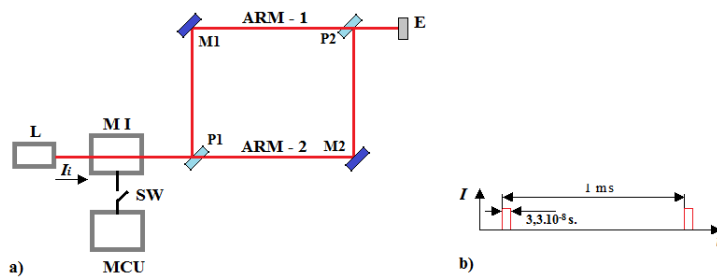 ARM - 1
M1
P2
E
L
M I
P1
ARM - 2
M2
Ii
SW
MCU
a)
I
1 ms
3,3.10-8 s.
b)